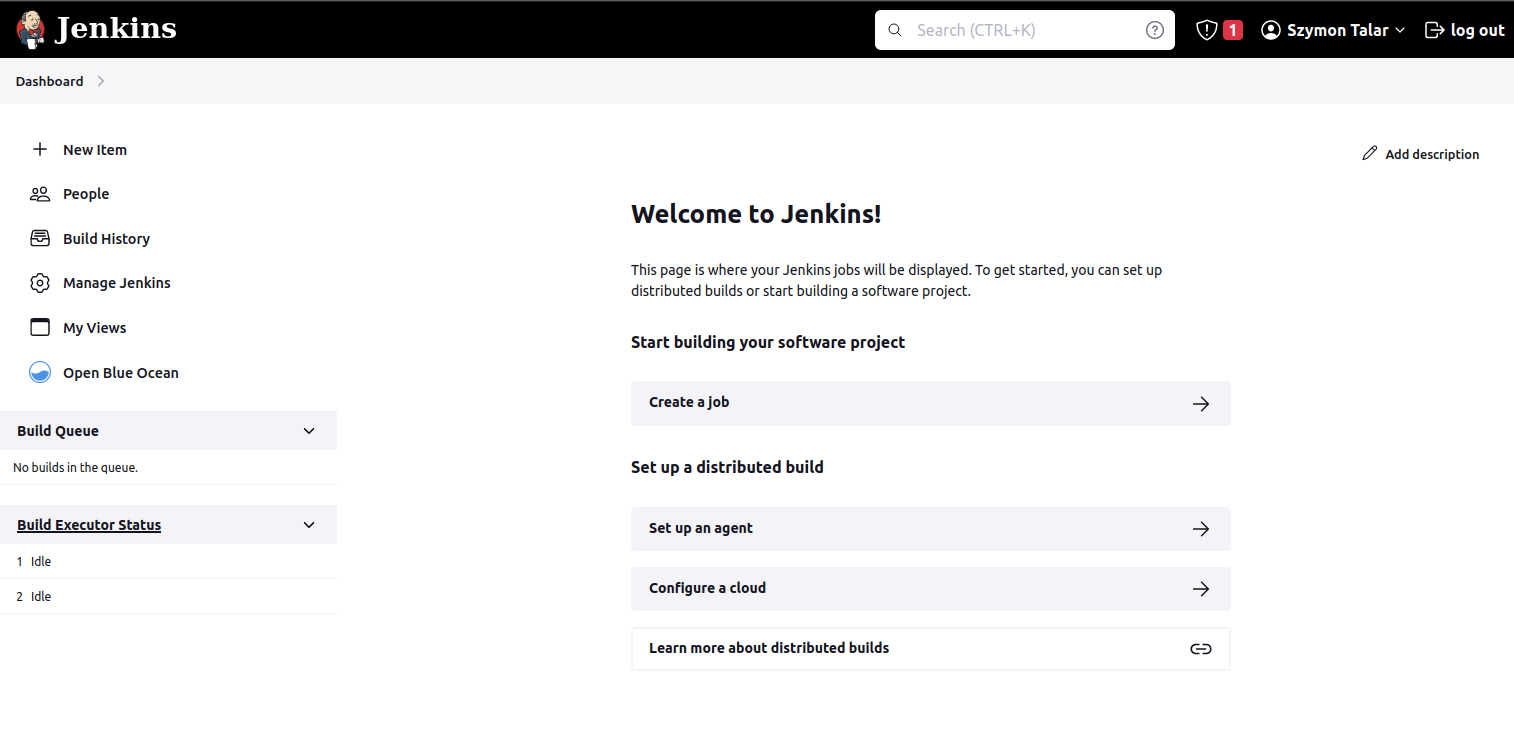 Jenkins
Search (CTRL+K)
?
1
Szymon Talar
log out
Dashboard
New Item
People
Build History
Manage Jenkins
My Views
Open Blue Ocean
Build Queue
No builds in the queue.
Build Executor Status
1 Idle
2 Idle
Add description
Welcome to Jenkins!
This page is where your Jenkins jobs will be displayed. To get started, you can set up
distributed builds or start building a software project.
Start building your software project
Create a job
Set up a distributed build
Set up an agent
Configure a cloud
Learn more about distributed builds